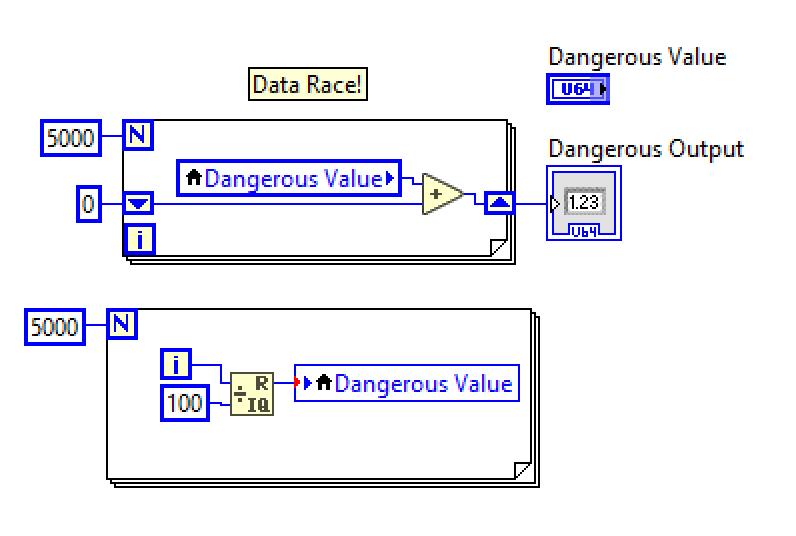 Dangerous Value
U64
Data Race!
5000
N
Dangerous Output
Dangerous Value
+
0
1.23
U64
i
5000
N
i
R
100
÷
IQ
Dangerous Value